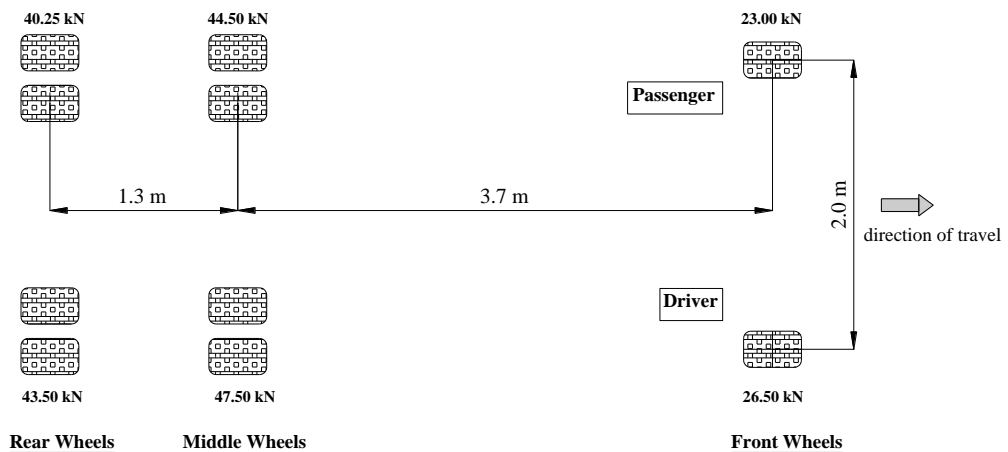 40.25 kN
44.50 kN
23.00 kN
Passenger
1.3 m
3.7 m
2.0 m
direction of travel
Driver
43.50 kN
47.50 kN
26.50 kN
Rear Wheels
Middle Wheels
Front Wheels